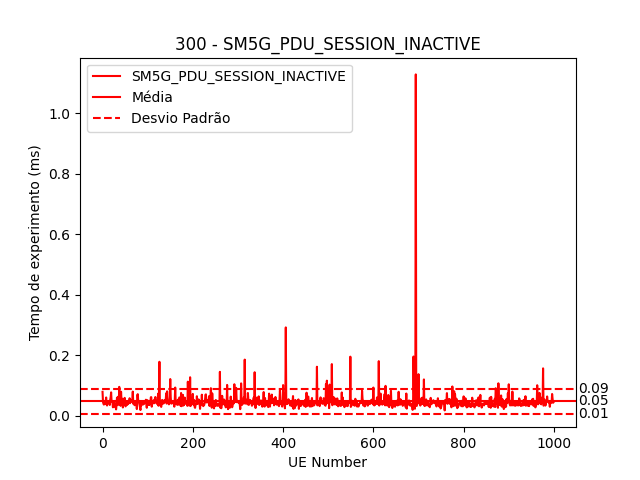 300 - SM5G_PDU_SESSION_INACTIVE
SM5G_PDU_SESSION_INACTIVE
Média
Desvio Padrão
Tempo de experimento (ms)
1.0
0.8
0.6
0.4
0.2
0.0
0.09
0.05
0.01
0 200 400 600 800 1000
UE Number